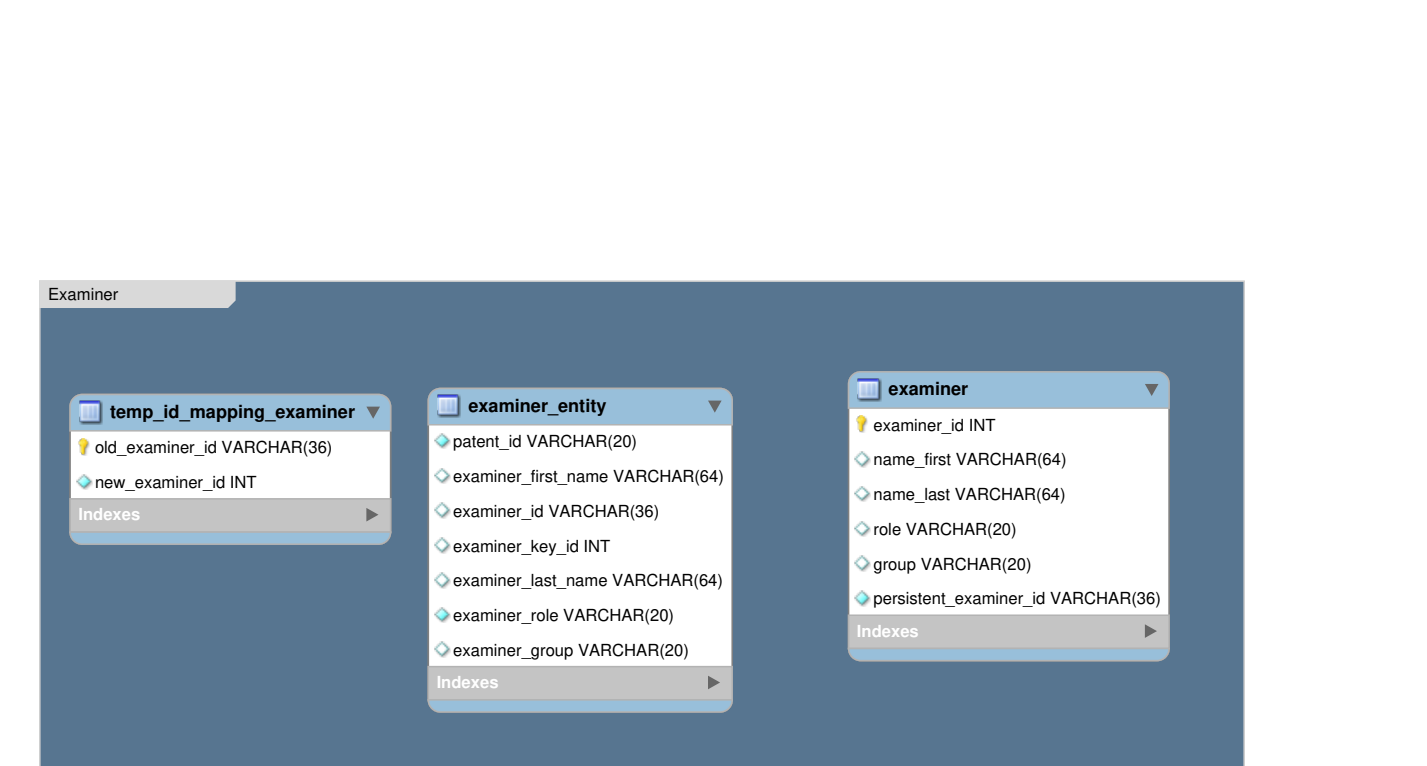 Examiner
temp_id_mapping_examiner
old_examiner_id VARCHAR(36)
new_examiner_id INT
Indexes
examiner_entity
patent_id VARCHAR(20)
examiner_first_name VARCHAR(64)
examiner_id VARCHAR(36)
examiner_key_id INT
examiner_last_name VARCHAR(64)
examiner_role VARCHAR(20)
examiner_group VARCHAR(20)
Indexes
examiner
examiner_id INT
name_first VARCHAR(64)
name_last VARCHAR(64)
role VARCHAR(20)
group VARCHAR(20)
persistent_examiner_id VARCHAR(36)
Indexes